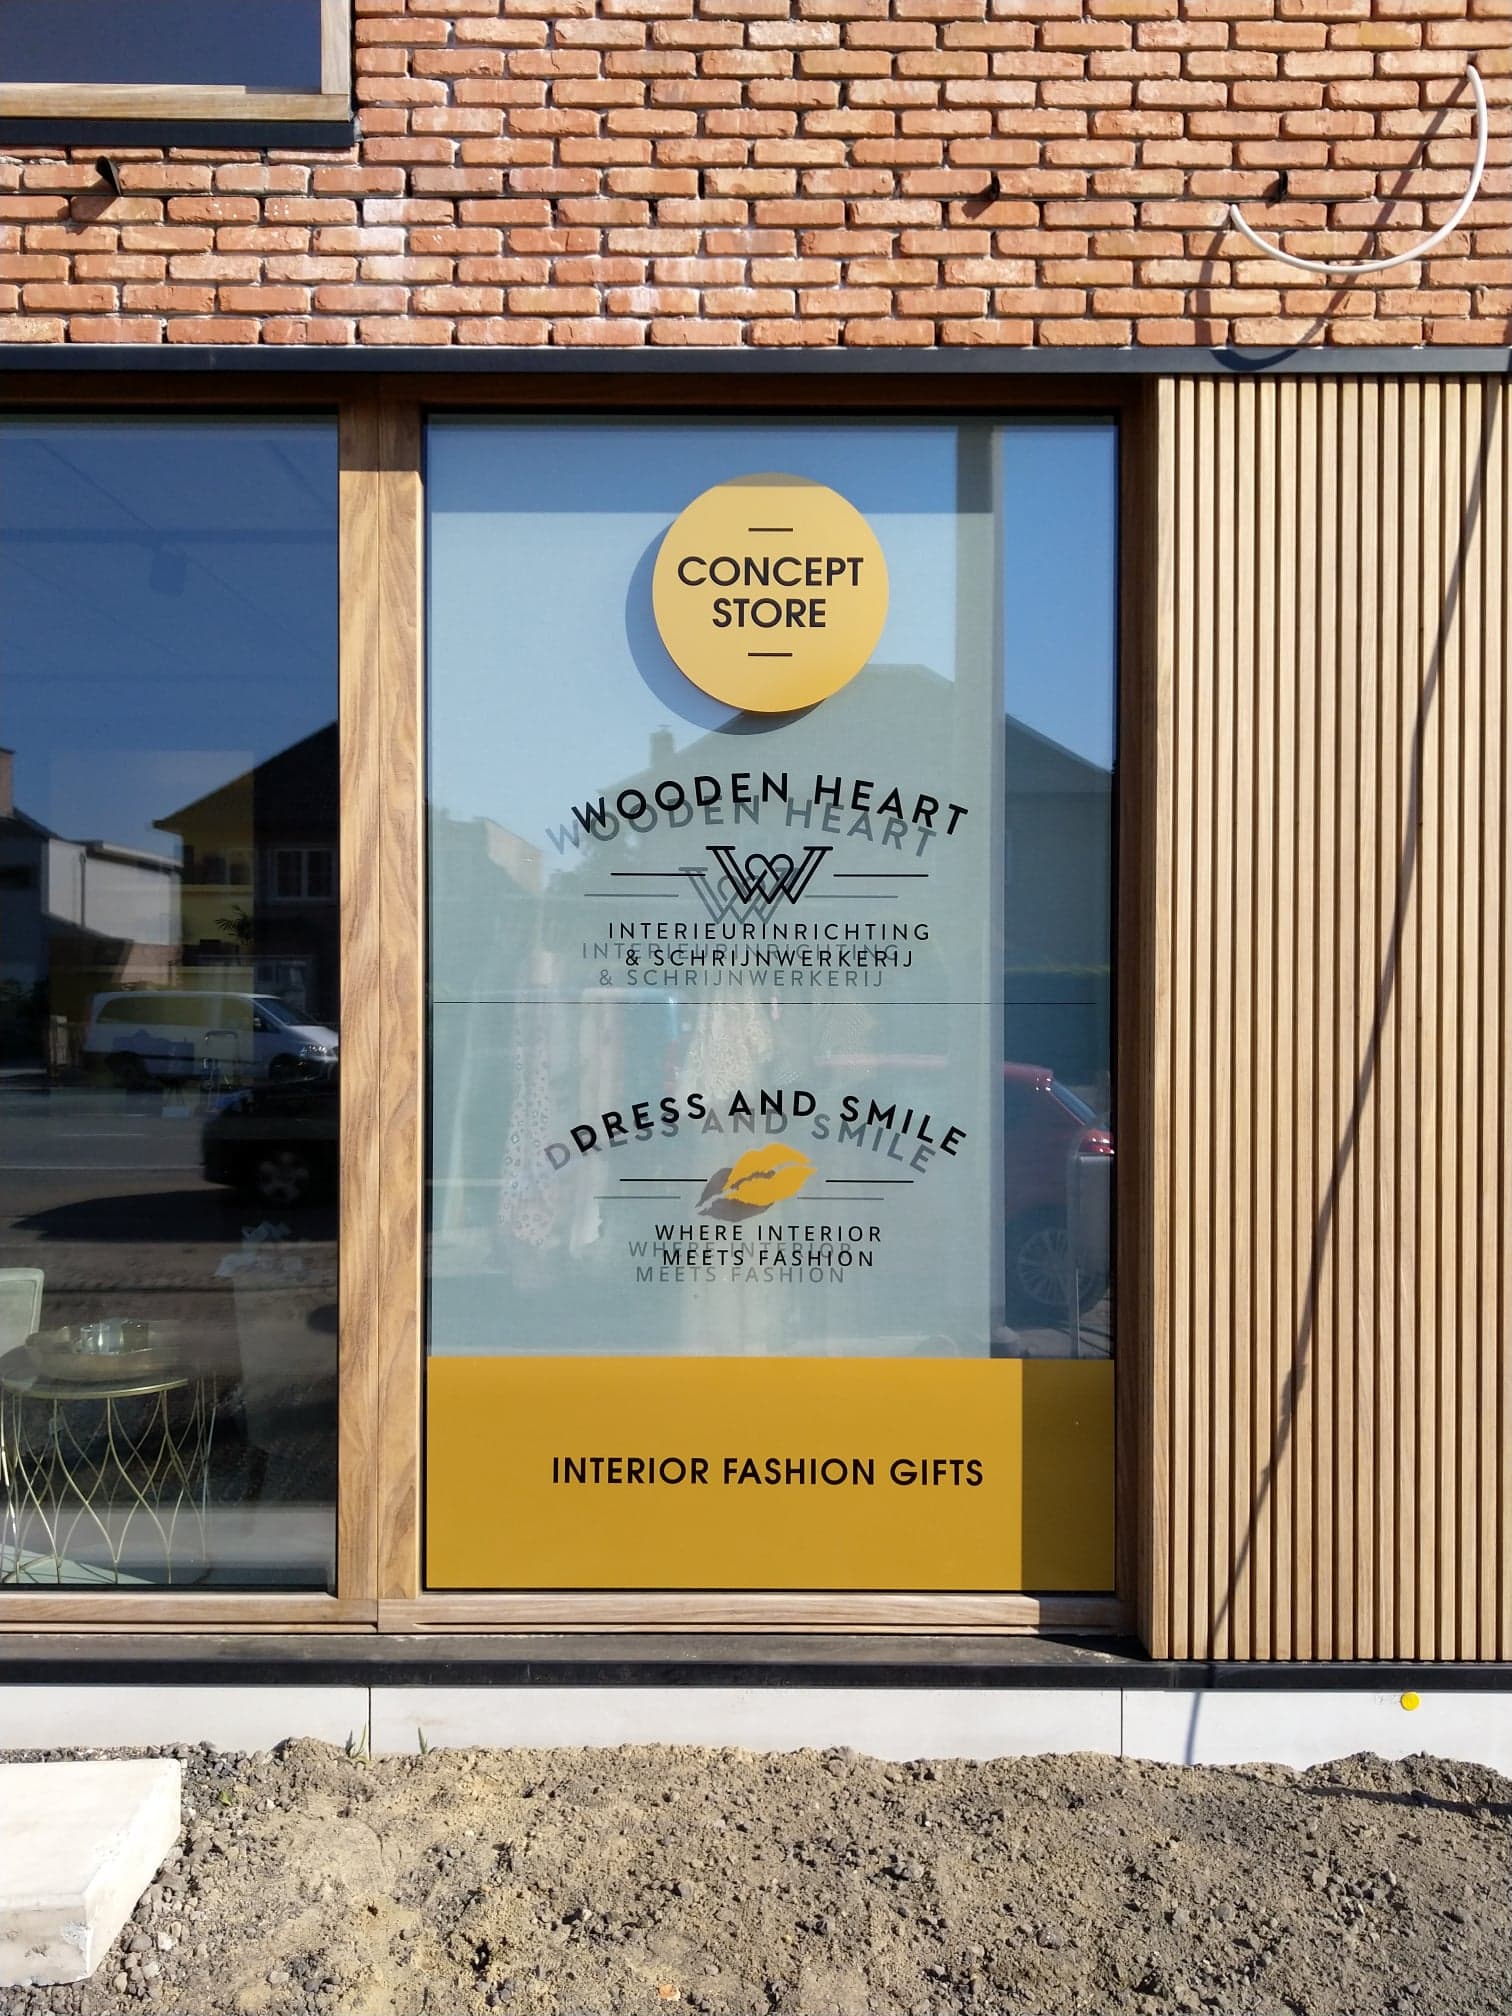 CONCEPT
STORE
WOODEN HEART
W
INTERIEURINRICHTING
& SCHRIJNWERKERIJ
DRESS AND SMILE
WHERE INTERIOR
MEETS FASHION
INTERIOR FASHION GIFTS